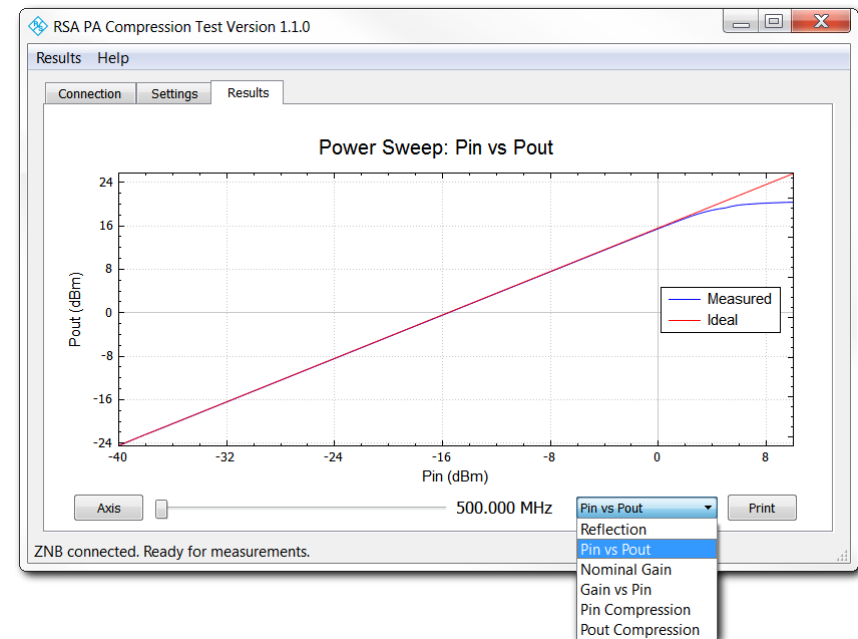 RSA PA Compression Test Version 1.1.0
Results Help
Connection Settings Results
Power Sweep: Pin vs Pout
24
16
8
0
-8
-16
-24
Pout (dBm)
Measured
Ideal
-40 -32 -24 -16 -8 0 8
Pin (dBm)
Axis 500.000 MHz Pin vs Pout Print
Reflection
Pin vs Pout
Nominal Gain
Gain vs Pin
Pin Compression
Pout Compression
ZNB connected. Ready for measurements.